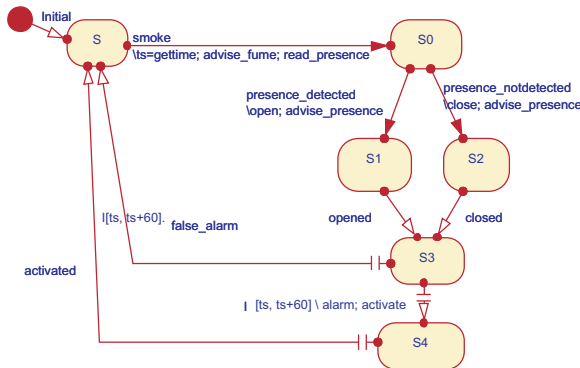 Initial
S
smoke
\ts=gettime; advise_fume; read_presence
S0
presence_detected
\open; advise_presence
presence_notdetected
\close; advise_presence
S1
S2
opened
closed
I[ts, ts+60].
false_alarm
S3
activated
I [ts, ts+60] \ alarm; activate
S4